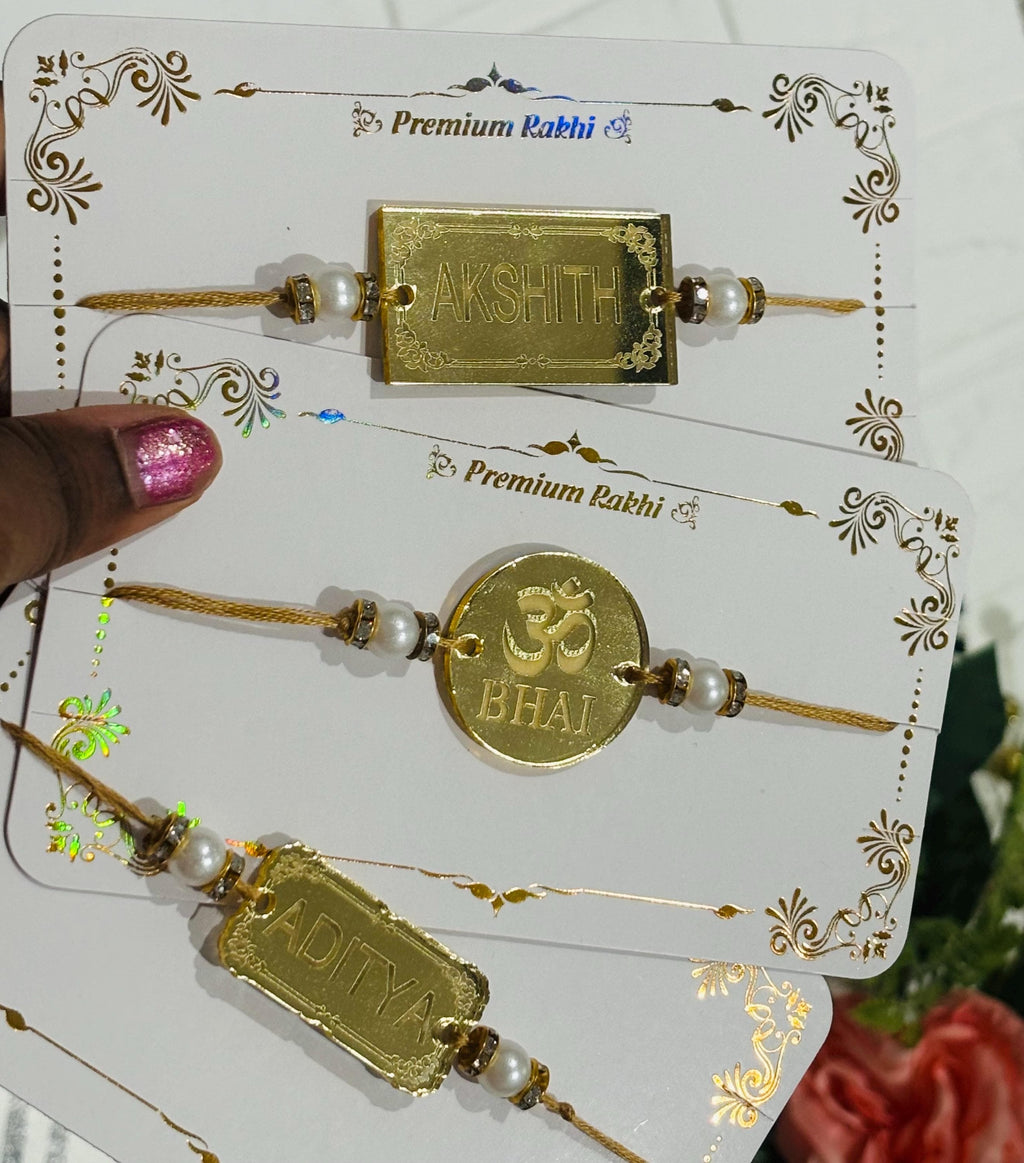 Premium Rakhi
AKSHITH
Premium Rakhi
ॐ
BHAI
ADITYA